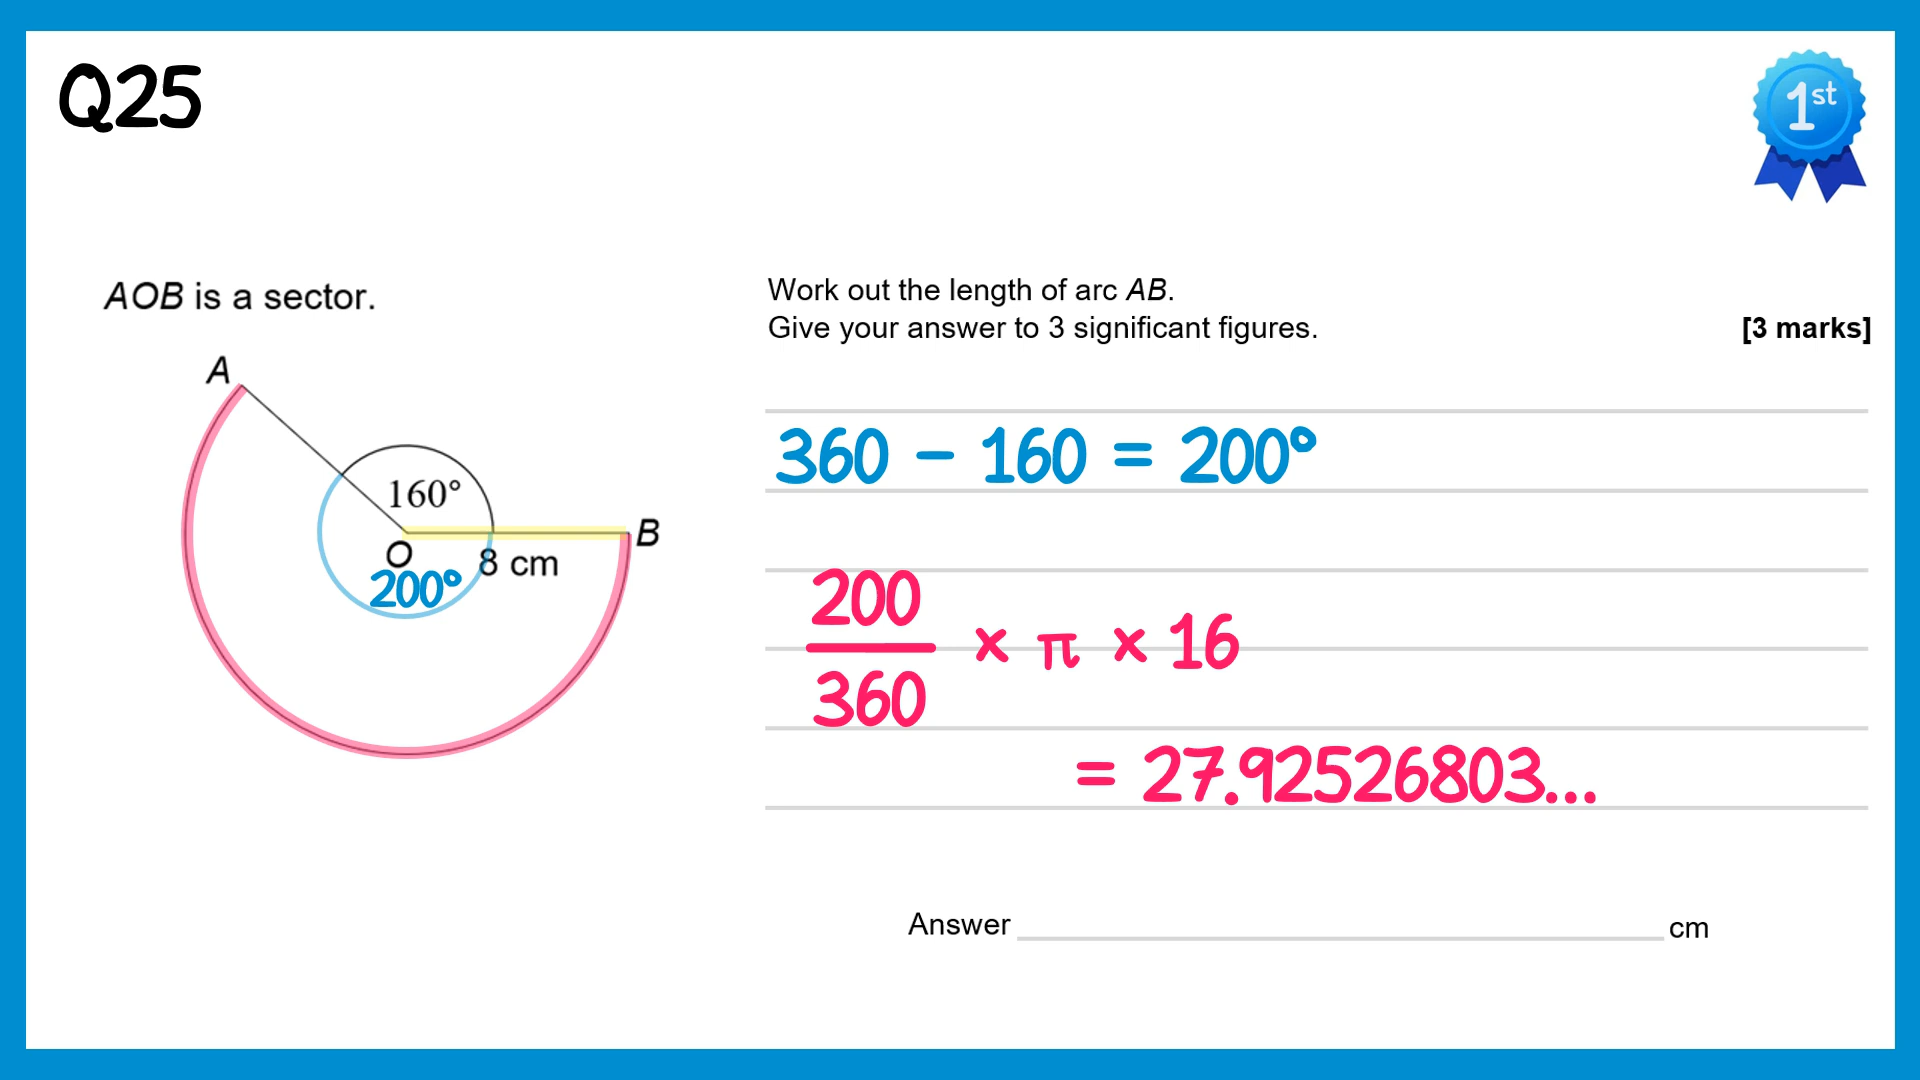 Q25
1st
AOB is a sector.
A
160°
O
B
8 cm
200°
Work out the length of arc AB.
Give your answer to 3 significant figures.
[3 marks]
360 – 160 = 200°
200
360
× π × 16
= 27.92526803...
Answer
cm